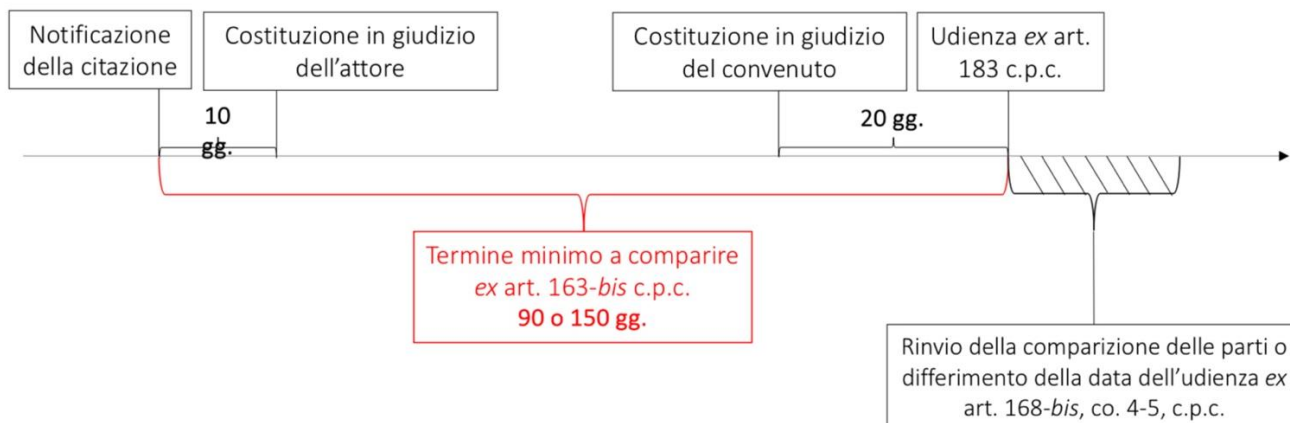 Notificazione
della citazione
Costituzione in giudizio
dell'attore
Costituzione in giudizio
del convenuto
Udienza ex art.
183 c.p.c.
10
gg.
20 gg.
Termine minimo a comparire
ex art. 163-bis c.p.c.
90 o 150 gg.
Rinvio della comparizione delle parti o
differimento della data dell'udienza ex
art. 168-bis, co. 4-5, c.p.c.